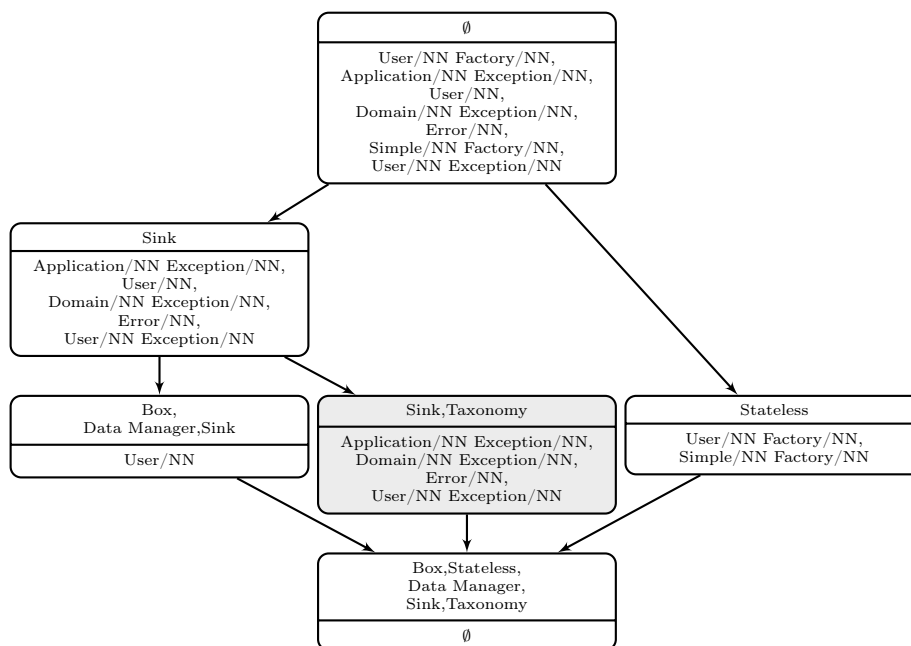 ∅
User/NN Factory/NN,
Application/NN Exception/NN,
User/NN,
Domain/NN Exception/NN,
Error/NN,
Simple/NN Factory/NN,
User/NN Exception/NN
Sink
Application/NN Exception/NN,
User/NN,
Domain/NN Exception/NN,
Error/NN,
User/NN Exception/NN
Box,
Data Manager,Sink
User/NN
Sink,Taxonomy
Application/NN Exception/NN,
Domain/NN Exception/NN,
Error/NN,
User/NN Exception/NN
Stateless
User/NN Factory/NN,
Simple/NN Factory/NN
Box,Stateless,
Data Manager,
Sink,Taxonomy
∅